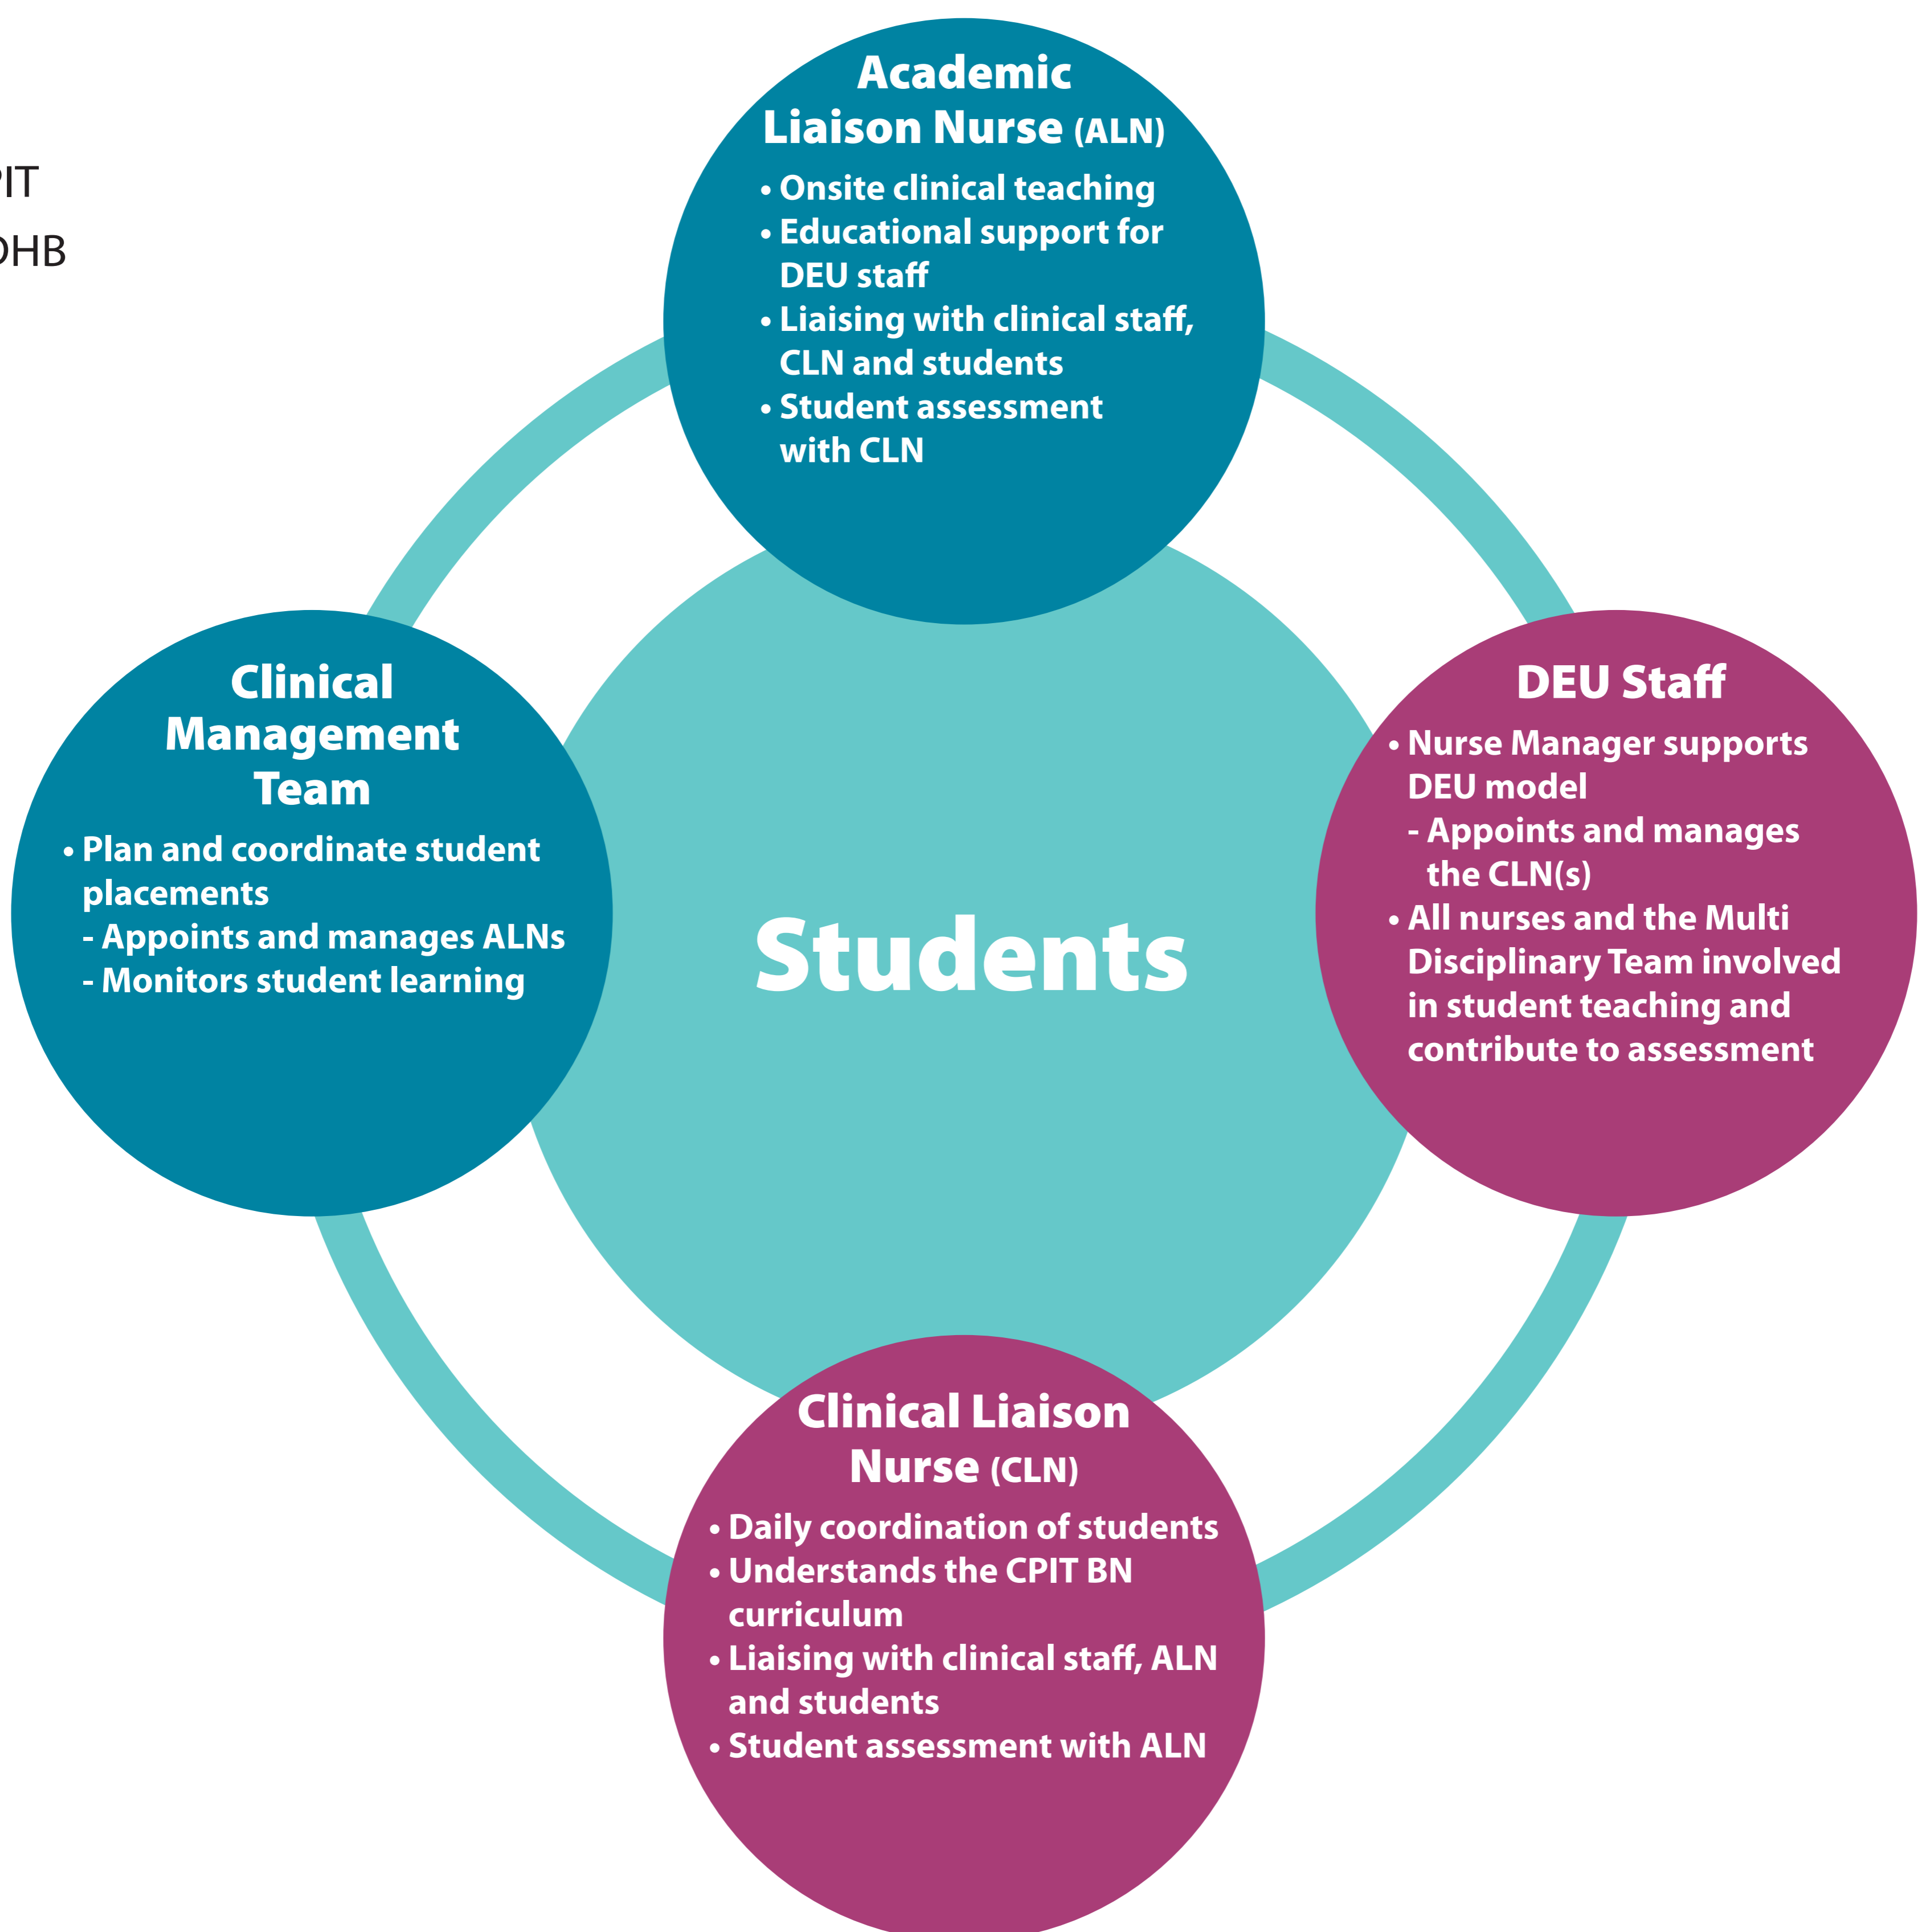 PIT
DHB
Academic
Liaison Nurse (ALN)
• Onsite clinical teaching
• Educational support for
DEU staff
• Liaising with clinical staff,
CLN and students
• Student assessment
with CLN
Clinical
Management
Team
• Plan and coordinate student
placements
- Appoints and manages ALNs
- Monitors student learning
Students
DEU Staff
• Nurse Manager supports
DEU model
- Appoints and manages
the CLN(s)
• All nurses and the Multi
Disciplinary Team involved
in student teaching and
contribute to assessment
Clinical Liaison
Nurse (CLN)
• Daily coordination of students
• Understands the CPIT BN
curriculum
• Liaising with clinical staff, ALN
and students
• Student assessment with ALN